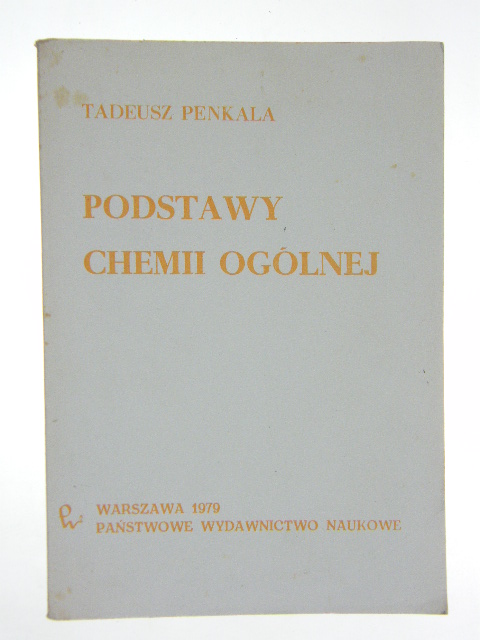 TADEUSZ PENKALA
PODSTAWY
CHEMII OGÓLNEJ
WARSZAWA 1979
PAŃSTWOWE WYDAWNICTWO NAUKOWE